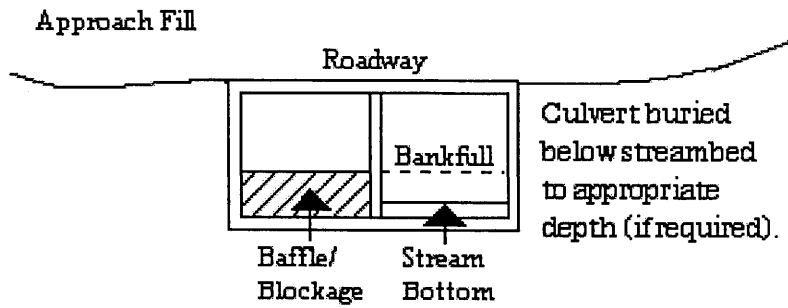 Approach Fill
Roadway
Culvert buried
below streambed
to appropriate
depth (if required).
Bankfull
Baffle/
Blockage
Stream
Bottom